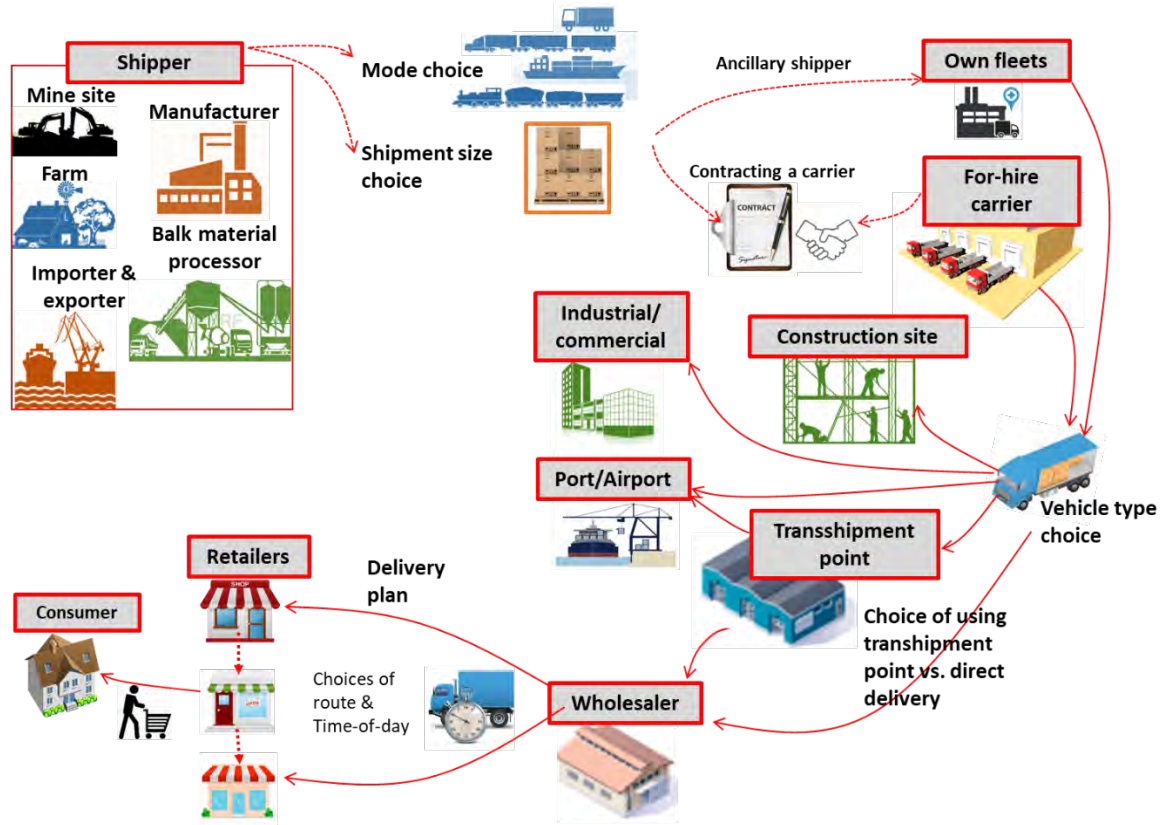 Shipper
Mine site
Manufacturer
Farm
Balk material
processor
Importer &
exporter
Mode choice
Shipment size
choice
Ancillary shipper
Own fleets
Contracting a carrier
CONTRACT
Signature
For-hire
carrier
Industrial/
commercial
Construction site
Port/Airport
Vehicle type
choice
Transshipment
point
Choice of using
transhipment
point vs. direct
delivery
Retailers
SHOP
Delivery
plan
Consumer
OPEN
Choices of
route &
Time-of-day
Wholesaler